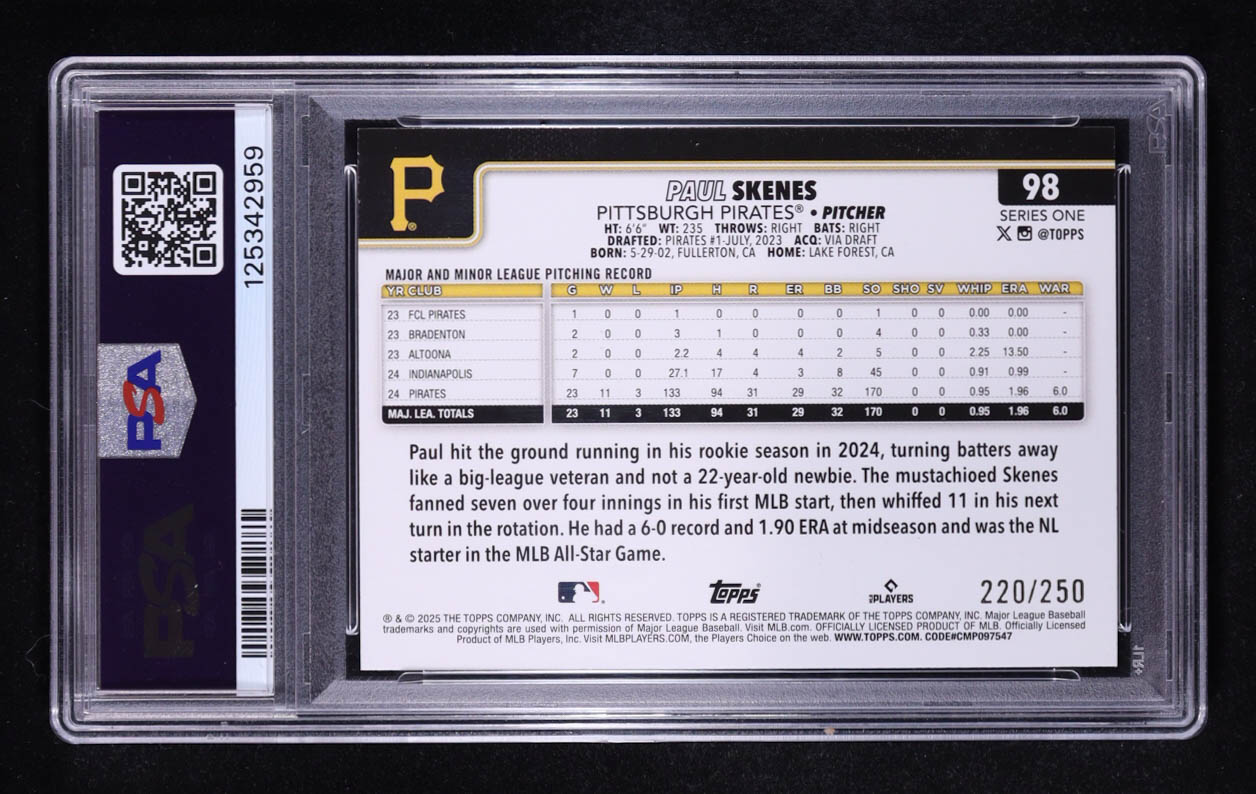 125342959
PSA
PSA
P
PAUL SKENES
98
PITTSBURGH PIRATES® • PITCHER
SERIES ONE
HT: 6'6" WT: 235 THROWS: RIGHT BATS: RIGHT
@TOPPS
DRAFTED: PIRATES #1-JULY, 2023 ACQ: VIA DRAFT
BORN: 5-29-02, FULLERTON, CA HOME: LAKE FOREST, CA
MAJOR AND MINOR LEAGUE PITCHING RECORD
YR CLUB G W L IP H R ER BB SO SHO SV WHIP ERA WAR
23 FCL PIRATES 1 0 0 1 0 0 0 0 1 0 0 0.00 0.00 -
23 BRADENTON 2 0 0 3 1 0 0 0 4 0 0 0.33 0.00 -
23 ALTOONA 2 0 0 2.2 4 4 4 2 5 0 0 2.25 13.50 -
24 INDIANAPOLIS 7 0 0 27.1 17 4 3 8 45 0 0 0.91 0.99 -
24 PIRATES 23 11 3 133 94 31 29 32 170 0 0 0.95 1.96 6.0
MAJ. LEA. TOTALS 23 11 3 133 94 31 29 32 170 0 0 0.95 1.96 6.0
Paul hit the ground running in his rookie season in 2024, turning batters away
like a big-league veteran and not a 22-year-old newbie. The mustachioed Skenes
fanned seven over four innings in his first MLB start, then whiffed 11 in his next
turn in the rotation. He had a 6-0 record and 1.90 ERA at midseason and was the NL
starter in the MLB All-Star Game.
Topps®
PLAYERS
220/250
® & © 2025 THE TOPPS COMPANY, INC. ALL RIGHTS RESERVED. TOPPS IS A REGISTERED TRADEMARK OF THE TOPPS COMPANY, INC. Major League Baseball
trademarks and copyrights are used with permission of Major League Baseball. Visit MLB.com. OFFICIALLY LICENSED PRODUCT OF MLB. Officially Licensed
Product of MLB Players, Inc. Visit MLBPLAYERS.COM, the Players Choice on the web. WWW.TOPPS.COM. CODE#CMP097547